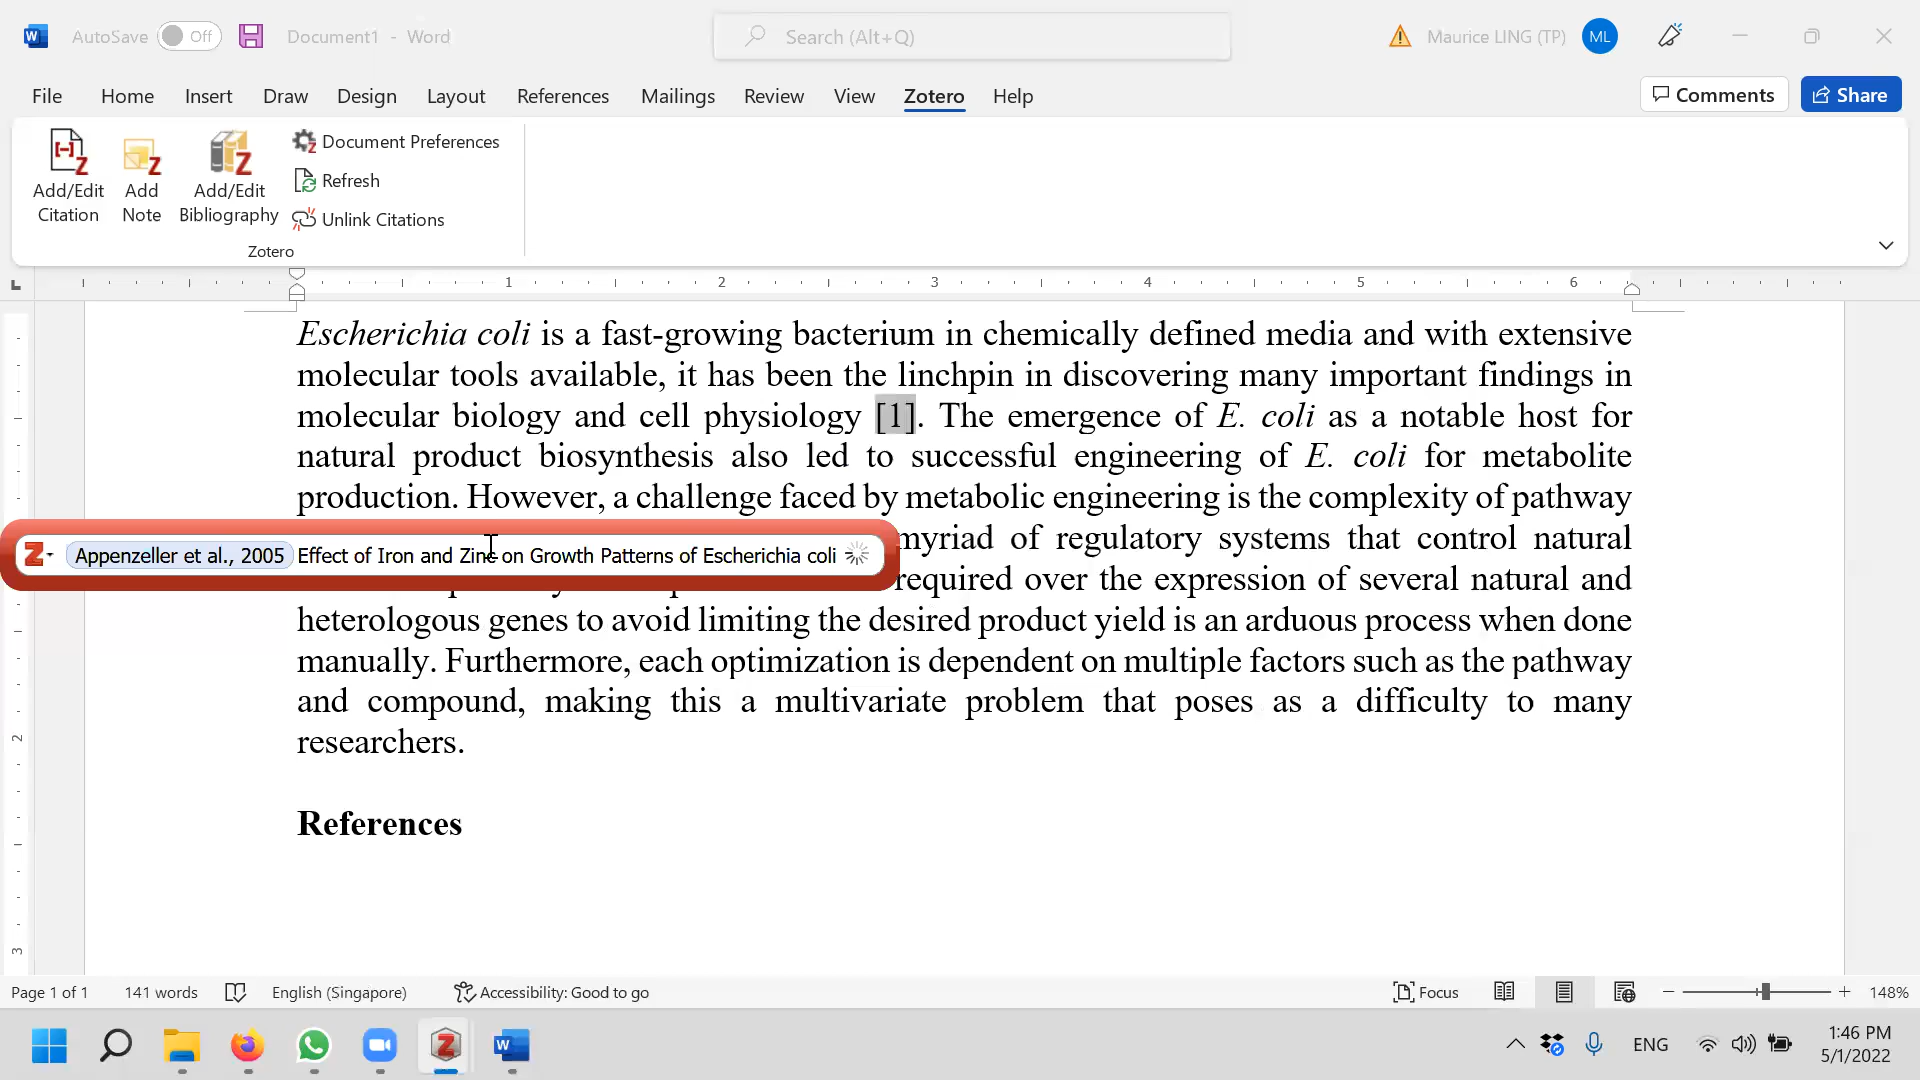 AutoSave Off Document1 - Word Search (Alt+Q) Maurice LING (TP) ML
File Home Insert Draw Design Layout References Mailings Review View Zotero Help Comments Share
Add/Edit Citation
Add Note
Add/Edit Bibliography
Document Preferences
Refresh
Unlink Citations
Zotero
1 2 3 4 5 6
Escherichia coli is a fast-growing bacterium in chemically defined media and with extensive
molecular tools available, it has been the linchpin in discovering many important findings in
molecular biology and cell physiology [1]. The emergence of E. coli as a notable host for
natural product biosynthesis also led to successful engineering of E. coli for metabolite
production. However, a challenge faced by metabolic engineering is the complexity of pathway
myriad of regulatory systems that control natural
Z Appenzeller et al., 2005 Effect of Iron and Zinc on Growth Patterns of Escherichia coli
required over the expression of several natural and
heterologous genes to avoid limiting the desired product yield is an arduous process when done
manually. Furthermore, each optimization is dependent on multiple factors such as the pathway
and compound, making this a multivariate problem that poses as a difficulty to many
researchers.
References
2
3
Page 1 of 1 141 words English (Singapore) Accessibility: Good to go Focus 148%
ENG 1:46 PM
5/1/2022